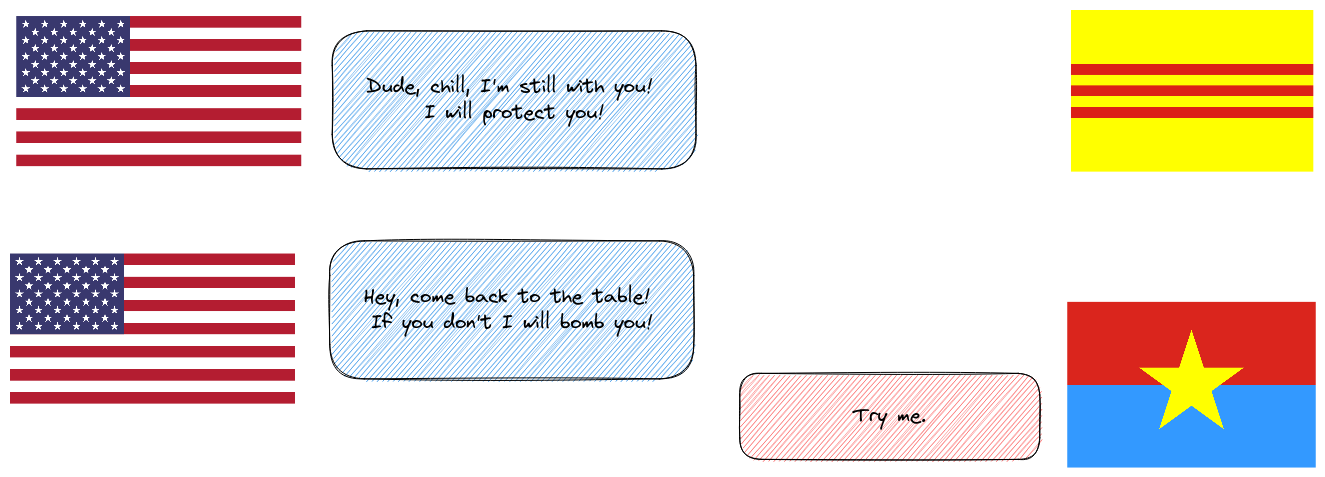 Dude, chill, I'm still with you!
I will protect you!
Hey, come back to the table!
If you don't I will bomb you!
Try me.